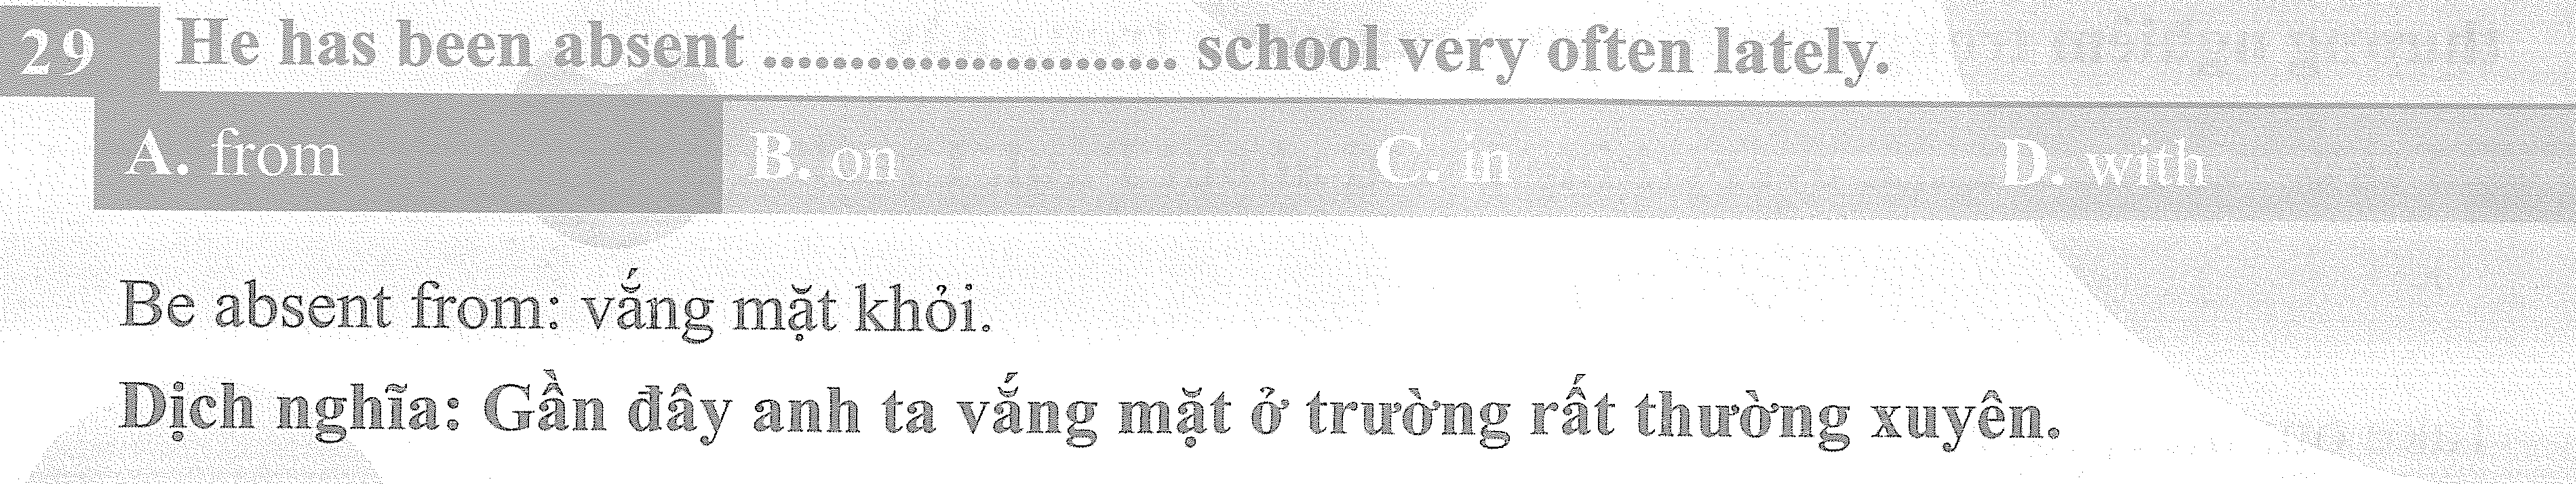 29 He has been absent ........................ school very often lately.
A. from B. on C. in D. with
Be absent from: vắng mặt khỏi.
Dịch nghĩa: Gần đây anh ta vắng mặt ở trường rất thường xuyên.